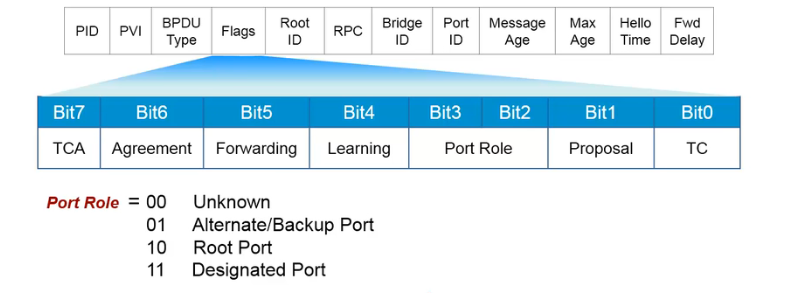 PID PVI BPDU Type Flags Root ID RPC Bridge ID Port ID Message Age Max Age Hello Time Fwd Delay
Bit7 Bit6 Bit5 Bit4 Bit3 Bit2 Bit1 Bit0
TCA Agreement Forwarding Learning Port Role Proposal TC
Port Role = 00 Unknown
01 Alternate/Backup Port
10 Root Port
11 Designated Port